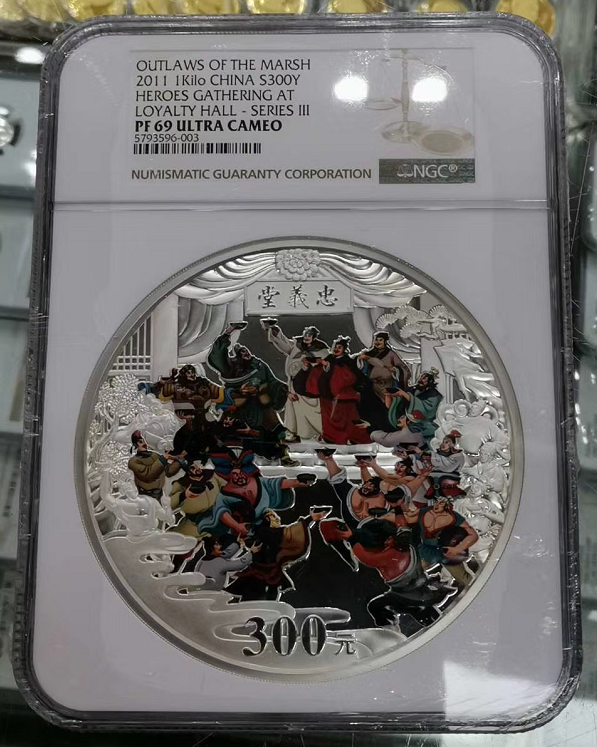 OUTLAWS OF THE MARSH
2011 1Kilo CHINA S300Y
HEROES GATHERING AT
LOYALTY HALL - SERIES III
PF 69 ULTRA CAMEO
5793596-003
NUMISMATIC GUARANTY CORPORATION
NGC®
堂義忠
300元